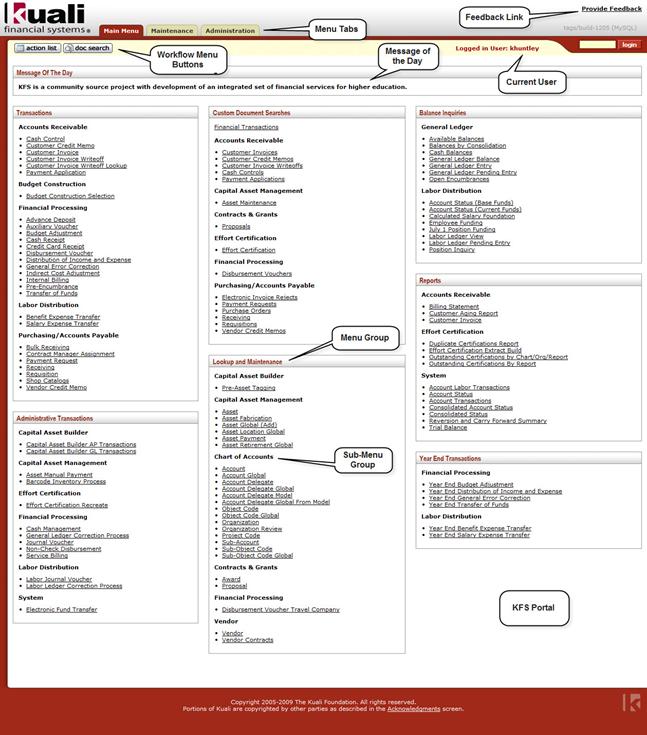 Kuali
financial systems
Main Menu
Maintenance
Administration
Menu Tabs
Feedback Link
Provide Feedback
tags/build-1205 (MySQL)
action list
doc search
Workflow Menu
Buttons
Message of
the Day
Logged in User: khuntley
login
Current User
Message Of The Day
KFS is a community source project with development of an integrated set of financial services for higher education.
Transactions
Accounts Receivable
Cash Control
Customer Credit Memo
Customer Invoice
Customer Invoice Writeoff
Customer Invoice Writeoff Lookup
Payment Application
Budget Construction
Budget Construction Selection
Financial Processing
Advance Deposit
Auxiliary Voucher
Budget Adjustment
Cash Receipt
Credit Card Receipt
Disbursement Voucher
Distribution of Income and Expense
General Error Correction
Indirect Cost Adjustment
Internal Billing
Pre-Encumbrance
Transfer of Funds
Labor Distribution
Benefit Expense Transfer
Salary Expense Transfer
Purchasing/Accounts Payable
Bulk Receiving
Contract Manager Assignment
Payment Request
Receiving
Requisition
Shop Catalogs
Vendor Credit Memo
Administrative Transactions
Capital Asset Builder
Capital Asset Builder AP Transactions
Capital Asset Builder GL Transactions
Capital Asset Management
Asset Manual Payment
Barcode Inventory Process
Effort Certification
Effort Certification Recreate
Financial Processing
Cash Management
General Ledger Correction Process
Journal Voucher
Non-Check Disbursement
Service Billing
Labor Distribution
Labor Journal Voucher
Labor Ledger Correction Process
System
Electronic Fund Transfer
Custom Document Searches
Financial Transactions
Accounts Receivable
Customer Invoices
Customer Credit Memos
Customer Invoice Writeoffs
Cash Controls
Payment Applications
Capital Asset Management
Asset Maintenance
Contracts & Grants
Proposals
Effort Certification
Effort Certification
Financial Processing
Disbursement Vouchers
Purchasing/Accounts Payable
Electronic Invoice Rejects
Payment Requests
Purchase Orders
Receiving
Requisitions
Vendor Credit Memos
Menu Group
Lookup and Maintenance
Capital Asset Builder
Pre-Asset Tagging
Capital Asset Management
Asset
Asset Fabrication
Asset Global (Add)
Asset Location Global
Asset Payment
Asset Retirement Global
Chart of Accounts
Sub-Menu
Group
Account
Account Global
Account Delegate
Account Delegate Global
Account Delegate Model
Account Delegate Global From Model
Object Code
Object Code Global
Organization
Organization Review
Project Code
Sub-Account
Sub-Object Code
Sub-Object Code Global
Contracts & Grants
Award
Proposal
Financial Processing
Disbursement Voucher Travel Company
Vendor
Vendor
Vendor Contracts
Balance Inquiries
General Ledger
Available Balances
Balances by Consolidation
Cash Balances
General Ledger Balance
General Ledger Entry
General Ledger Pending Entry
Open Encumbrances
Labor Distribution
Account Status (Base Funds)
Account Status (Current Funds)
Calculated Salary Foundation
Employee Funding
July 1 Position Funding
Labor Ledger View
Labor Ledger Pending Entry
Position Inquiry
Reports
Accounts Receivable
Billing Statement
Customer Aging Report
Customer Invoice
Effort Certification
Duplicate Certifications Report
Effort Certification Extract Build
Outstanding Certifications by Chart/Org/Report
Outstanding Certifications By Report
System
Account Labor Transactions
Account Status
Account Transactions
Consolidated Account Status
Consolidated Status
Reversion and Carry Forward Summary
Trial Balance
Year End Transactions
Financial Processing
Year End Budget Adjustment
Year End Distribution of Income and Expense
Year End General Error Correction
Year End Transfer of Funds
Labor Distribution
Year End Benefit Expense Transfer
Year End Salary Expense Transfer
KFS Portal
Copyright 2005-2009 The Kuali Foundation. All rights reserved.
Portions of Kuali are copyrighted by other parties as described in the Acknowledgments screen.